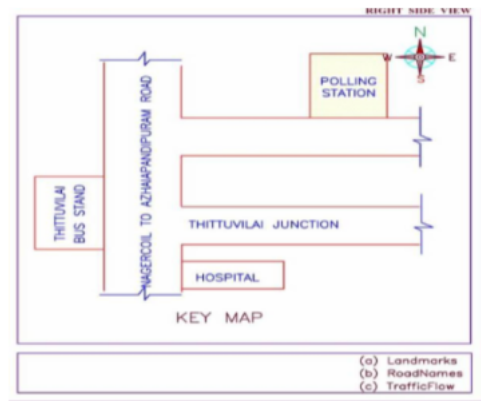 RIGHT SIDE VIEW
N
W
E
S
POLLING
STATION
NAGERCOIL TO AZHAIAPANDIPURAM ROAD
THITTUVILAI
BUS STAND
THITTUVILAI JUNCTION
HOSPITAL
KEY MAP
(a) Landmarks
(b) RoadNames
(c) TrafficFlow